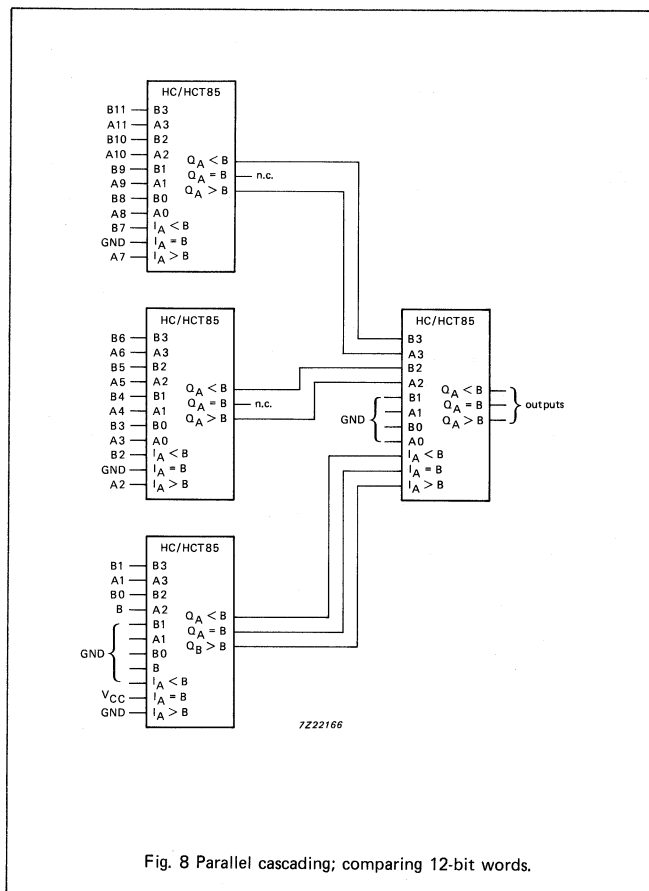 HC/HCT85
B11 B3
A11 A3
B10 B2
A10 A2
B9 B1
A9 A1
B8 B0
A8 A0
B7 IA < B
GND IA = B
A7 IA > B
QA < B
QA = B n.c.
QA > B
HC/HCT85
B6 B3
A6 A3
B5 B2
A5 A2
B4 B1
A4 A1
B3 B0
A3 A0
B2 IA < B
GND IA = B
A2 IA > B
QA < B
QA = B n.c.
QA > B
HC/HCT85
B3
A3
B2
A2
B1
A1
GND
B0
A0
IA < B
IA = B
IA > B
QA < B
QA = B outputs
QA > B
HC/HCT85
B1 B3
A1 A3
B0 B2
B A2
B1
A1
GND B0
B
IA < B
VCC IA = B
GND IA > B
QA < B
QA = B
QB > B
7Z22166
Fig. 8 Parallel cascading; comparing 12-bit words.